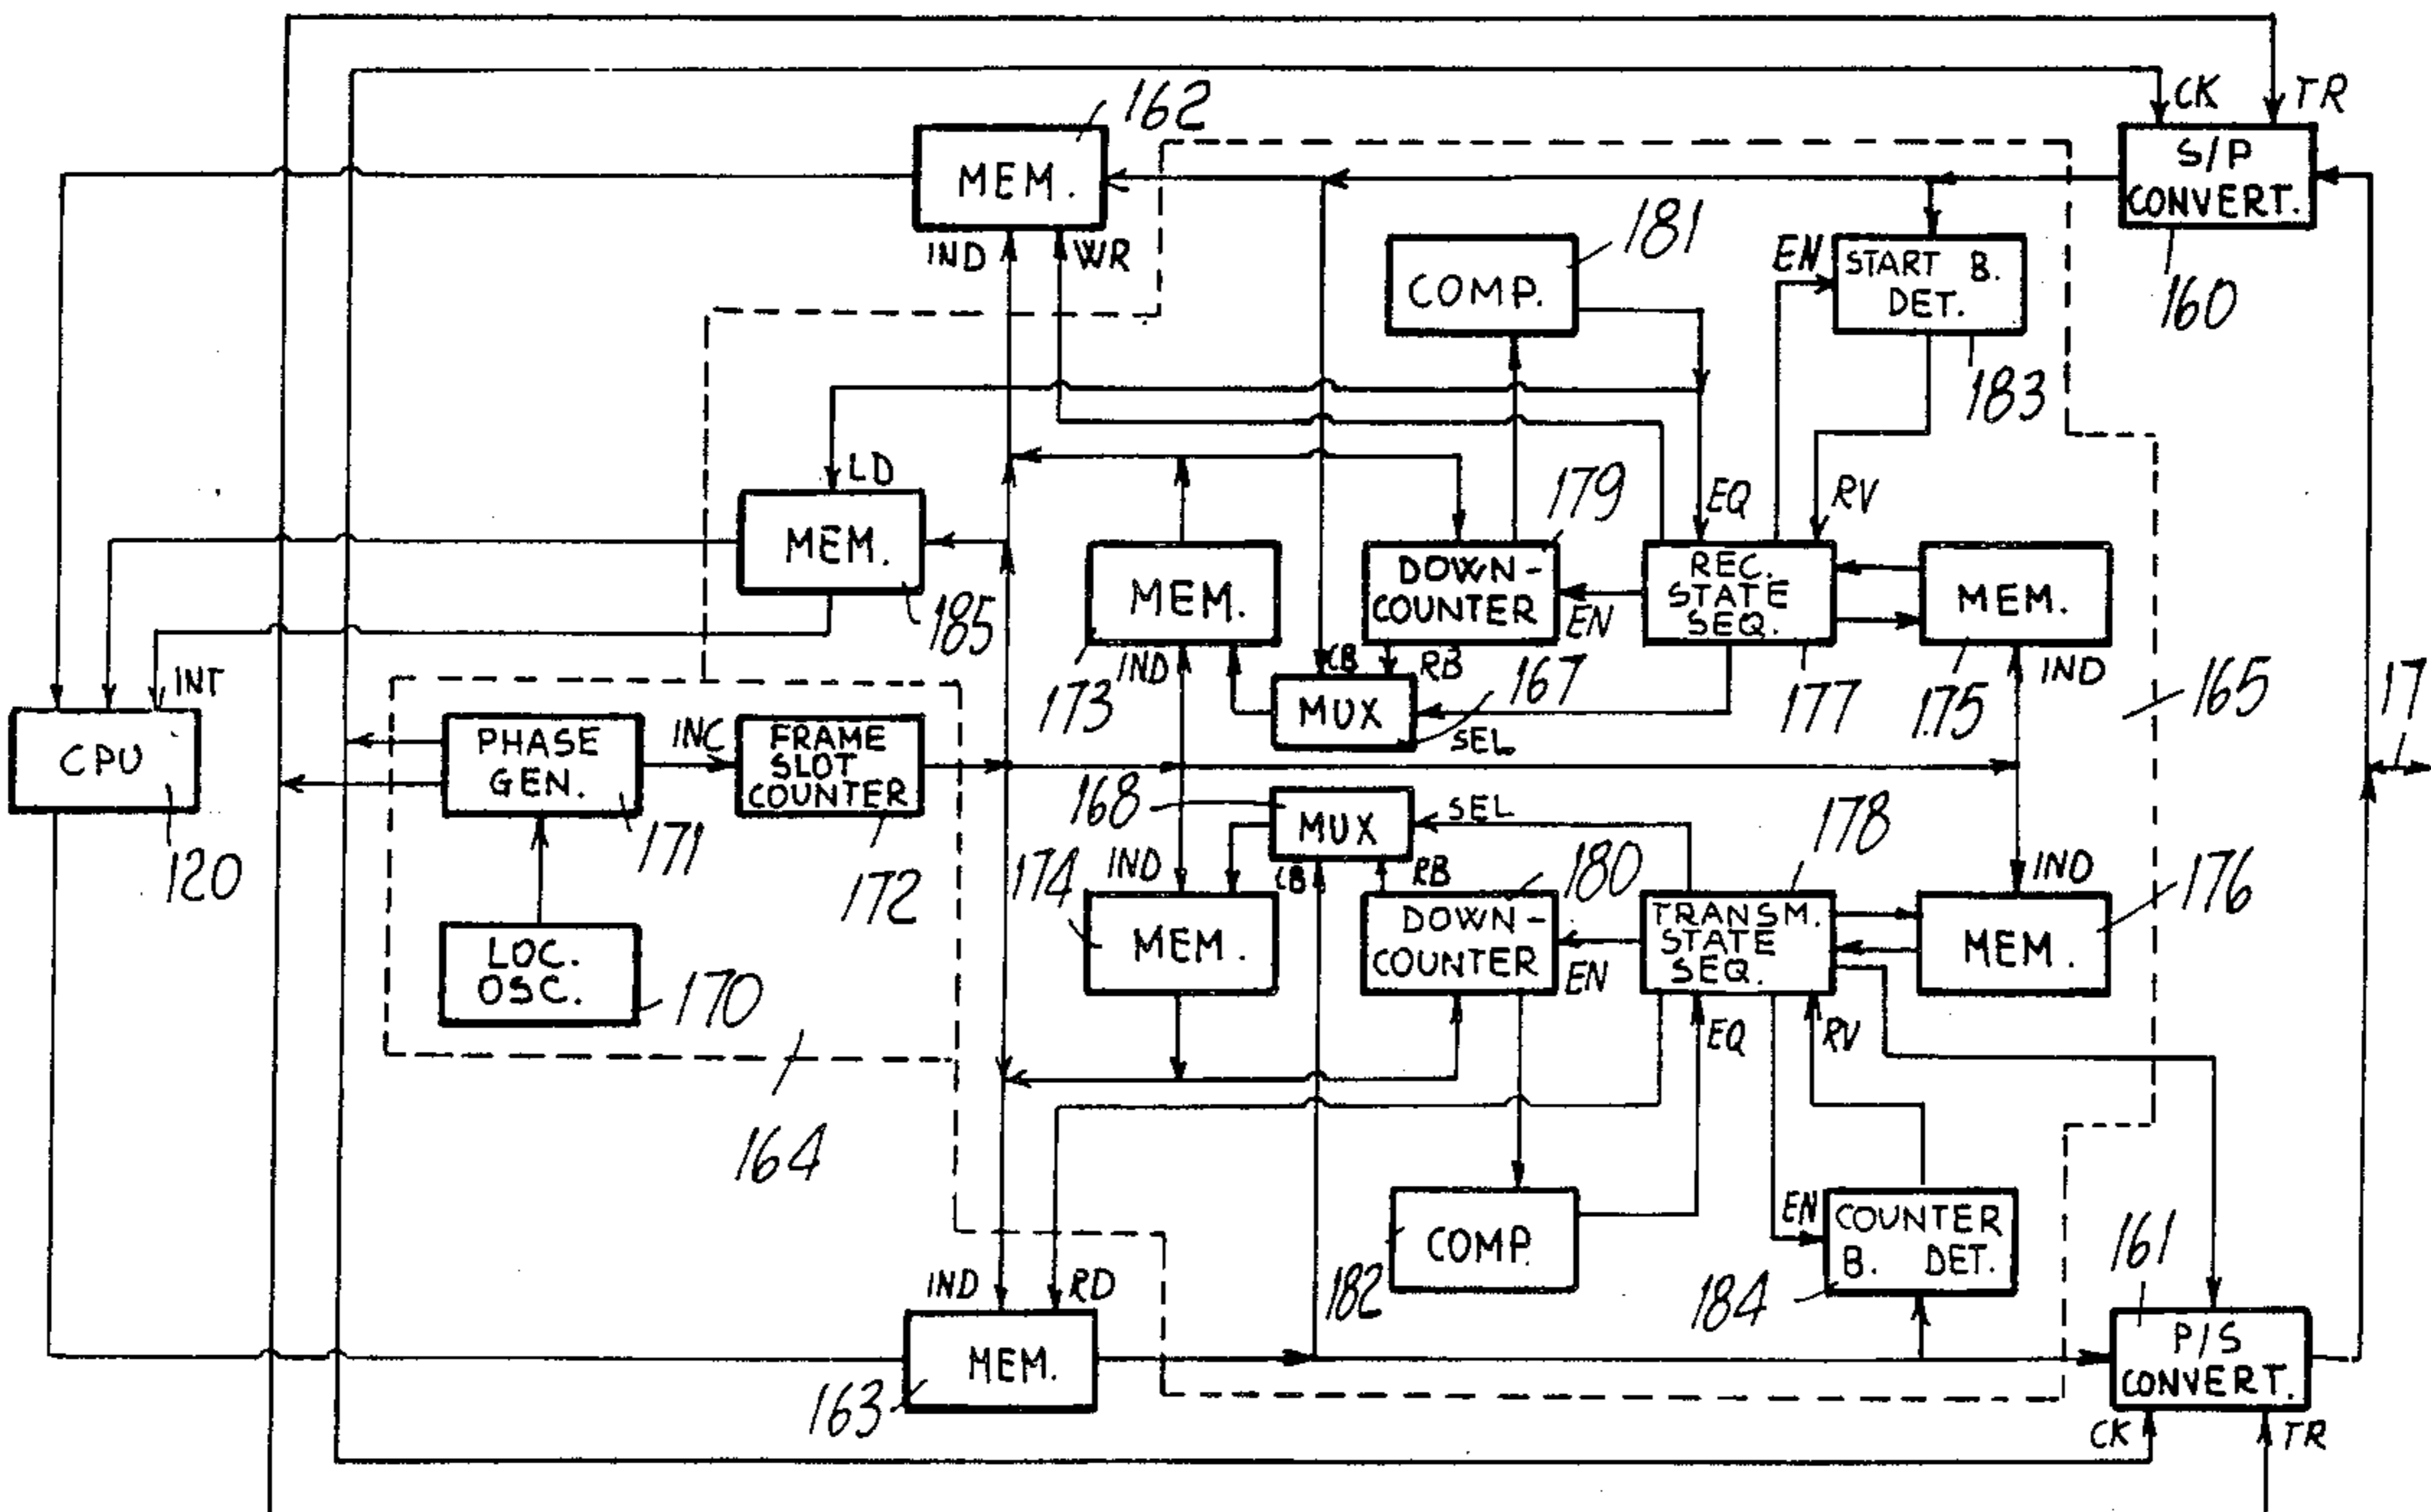 CK
TR
162
MEM.
S/P
CONVERT.
160
IND
WR
COMP.
181
EN
START B.
DET.
183
LD
MEM.
185
INT
179
EQ
RV
MEM.
173
IND
DOWN-
COUNTER
EN
CB
RB
MUX
167
SEL
REC.
STATE
SEQ.
177
MEM.
175
IND
165
17
CPU
120
PHASE
GEN.
171
INC
FRAME
SLOT
COUNTER
172
LOC.
OSC.
170
164
168
MUX
SEL
CB
RB
174
IND
MEM.
180
DOWN-
COUNTER
EN
178
TRANSM.
STATE
SEQ.
EQ
RV
IND
176
MEM.
182
COMP.
EN
COUNTER
B. DET.
184
IND
RD
163
MEM.
161
P/S
CONVERT.
CK
TR